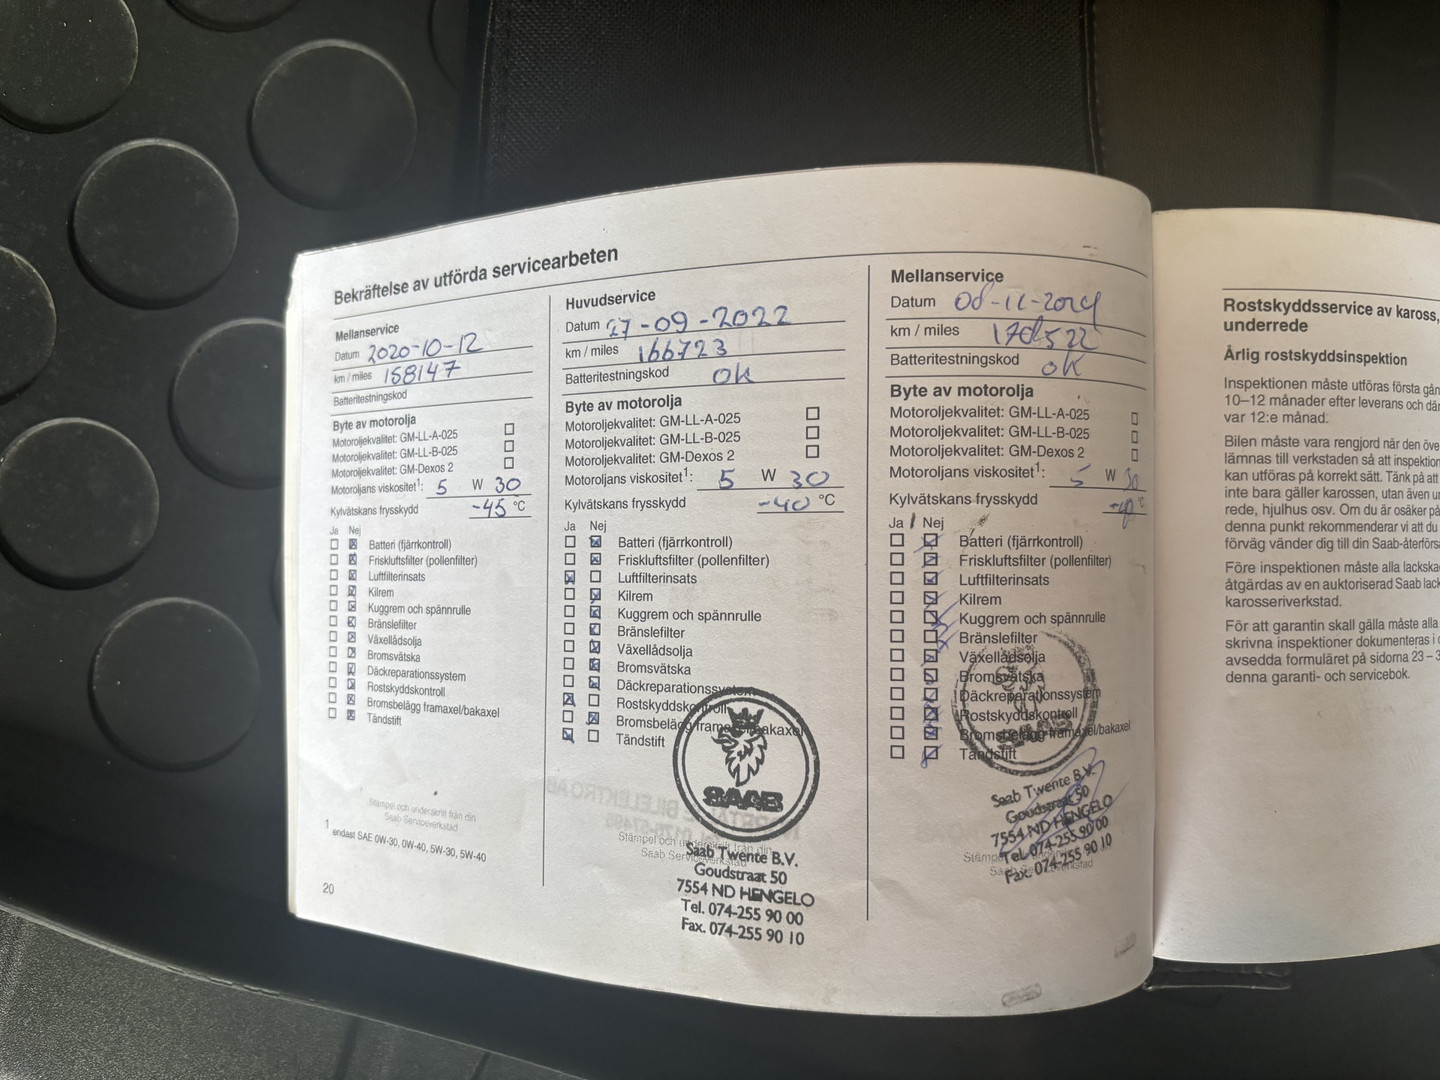 Bekräftelse av utförda servicearbeten
Mellanservice
Datum 2020-10-12
km / miles 158147
Batteritestningskod
Byte av motorolja
Motoroljekvalitet: GM-LL-A-025
Motoroljekvalitet: GM-LL-B-025
Motoroljekvalitet: GM-Dexos 2
Motoroljans viskositet1: 5 W 30
Kylvätskans frysskydd -45 °C
Ja Nej
Batteri (fjärrkontroll)
Friskluftsfilter (pollenfilter)
Luftfilterinsats
Kilrem
Kuggrem och spännrulle
Bränslefilter
Växellådsolja
Bromsvätska
Däckreparationssystem
Rostskyddskontroll
Bromsbelägg framaxel/bakaxel
Tändstift
Stämpel och underskrift från din
Saab Serviceverkstad
1 endast SAE 0W-30, 0W-40, 5W-30, 5W-40
20
Huvudservice
Datum 27-09-2022
km / miles 166723
Batteritestningskod ok
Byte av motorolja
Motoroljekvalitet: GM-LL-A-025
Motoroljekvalitet: GM-LL-B-025
Motoroljekvalitet: GM-Dexos 2
Motoroljans viskositet1: 5 W 30
Kylvätskans frysskydd -40 °C
Ja Nej
Batteri (fjärrkontroll)
Friskluftsfilter (pollenfilter)
Luftfilterinsats
Kilrem
Kuggrem och spännrulle
Bränslefilter
Växellådsolja
Bromsvätska
Däckreparationssystem
Rostskyddskontroll
Bromsbelägg framaxel/bakaxel
Tändstift
SAAB
Stämpel och underskrift från din
Saab Serviceverkstad
Saab Twente B.V.
Goudstraat 50
7554 ND HENGELO
Tel. 074-255 90 00
Fax. 074-255 90 10
Mellanservice
Datum
km / miles
Batteritestningskod ok
Byte av motorolja
Motoroljekvalitet: GM-LL-A-025
Motoroljekvalitet: GM-LL-B-025
Motoroljekvalitet: GM-Dexos 2
Motoroljans viskositet1: 5 W 30
Kylvätskans frysskydd °C
Ja Nej
Batteri (fjärrkontroll)
Friskluftsfilter (pollenfilter)
Luftfilterinsats
Kilrem
Kuggrem och spännrulle
Bränslefilter
Växellådsolja
Bromsvätska
Däckreparationssystem
Rostskyddskontroll
Bromsbelägg framaxel/bakaxel
Tändstift
SAAB
Saab Twente B.V.
Goudstraat 50
7554 ND HENGELO
Tel. 074-255 90 00
Fax. 074-255 90 10
Rostskyddsservice av kaross,
underrede
Årlig rostskyddsinspektion
Inspektionen måste utföras första
10–12 månader efter leverans och
var 12:e månad.
Bilen måste vara rengjord när den
lämnas till verkstaden så att
kan utföras på korrekt sätt. Tänk på att
inte bara gäller karossen, utan även
rede, hjulhus osv. Om du är osäker på
denna punkt rekommenderar vi att du
förväg vänder dig till din
Före inspektionen måste alla
åtgärdas av en auktoriserad Saab
karosseriverkstad.
För att garantin skall gälla måste alla
skrivna inspektioner dokumenteras i
avsedda formuläret på sidorna 23 –
denna garanti- och servicebok.